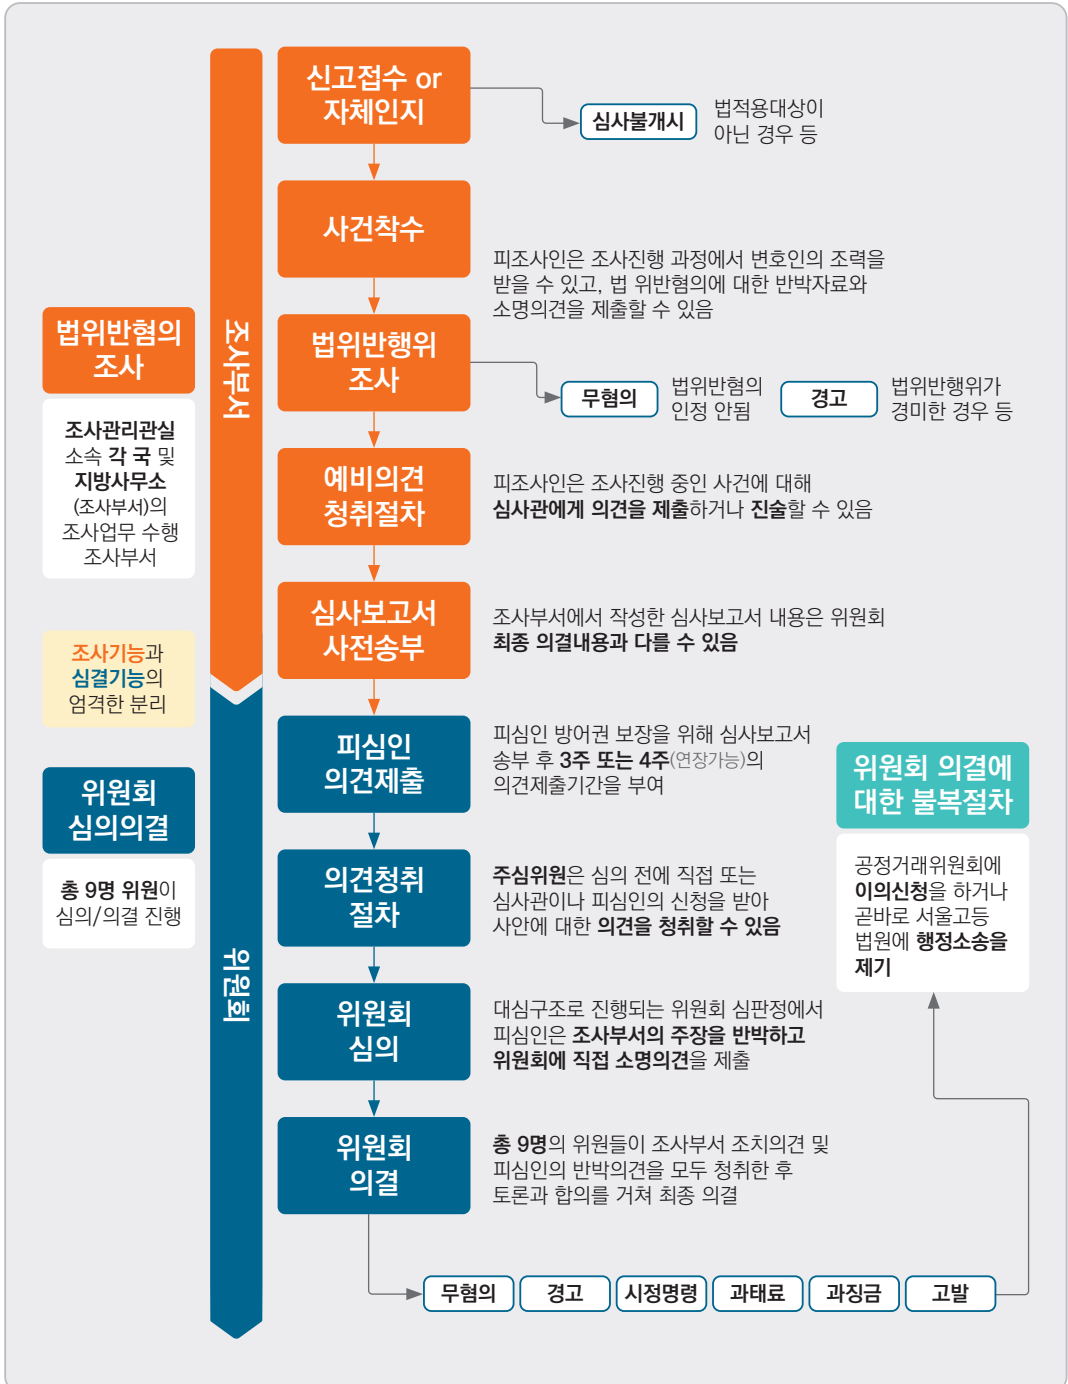 신고접수 or
자체인지
심사불개시
법적용대상이
아닌 경우 등
사건착수
피조사인은 조사진행 과정에서 변호인의 조력을
받을 수 있고, 법 위반혐의에 대한 반박자료와
소명의견을 제출할 수 있음
법위반혐의
조사
조사관리관실
소속 각 국 및
지방사무소
(조사부서)의
조사업무 수행
조사부서
조사부서
법위반행위
조사
무혐의
법위반혐의
인정 안됨
경고
법위반행위가
경미한 경우 등
예비의견
청취절차
피조사인은 조사진행 중인 사건에 대해
심사관에게 의견을 제출하거나 진술할 수 있음
심사보고서
사전송부
조사부서에서 작성한 심사보고서 내용은 위원회
최종 의결내용과 다를 수 있음
조사기능과
심결기능의
엄격한 분리
피심인
의견제출
피심인 방어권 보장을 위해 심사보고서
송부 후 3주 또는 4주(연장가능)의
의견제출기간을 부여
위원회
심의의결
총 9명 위원이
심의/의결 진행
위원회
의견청취
절차
주심위원은 심의 전에 직접 또는
심사관이나 피심인의 신청을 받아
사안에 대한 의견을 청취할 수 있음
위원회 의결에
대한 불복절차
공정거래위원회에
이의신청을 하거나
곧바로 서울고등
법원에 행정소송을
제기
위원회
심의
대심구조로 진행되는 위원회 심판정에서
피심인은 조사부서의 주장을 반박하고
위원회에 직접 소명의견을 제출
위원회
의결
총 9명의 위원들이 조사부서 조치의견 및
피심인의 반박의견을 모두 청취한 후
토론과 합의를 거쳐 최종 의결
무혐의
경고
시정명령
과태료
과징금
고발